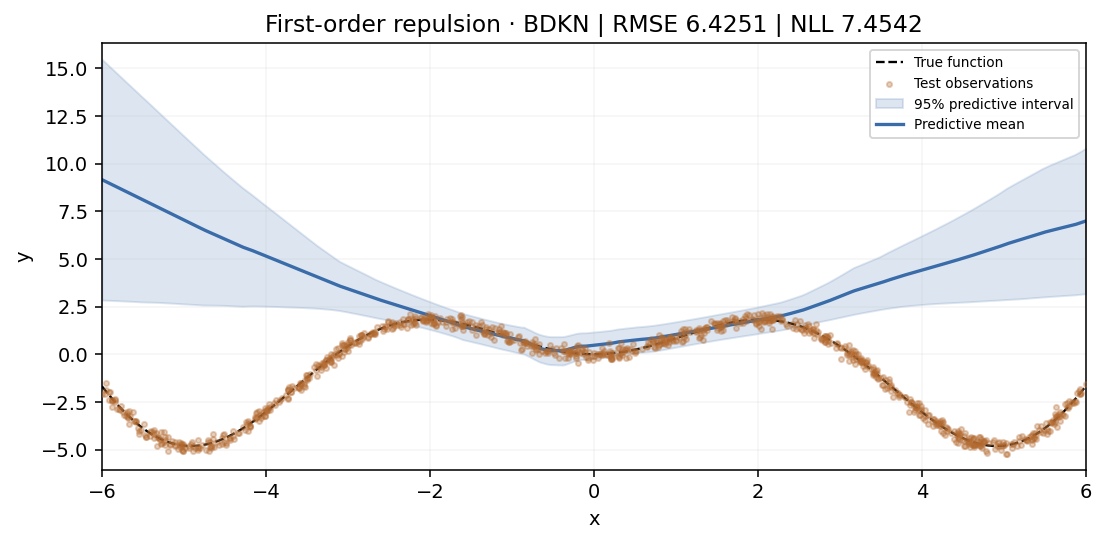 First-order repulsion · BDKN | RMSE 6.4251 | NLL 7.4542
True function
Test observations
95% predictive interval
Predictive mean
15.0
12.5
10.0
7.5
5.0
2.5
0.0
−2.5
−5.0
y
−6
−4
−2
0
2
4
6
x